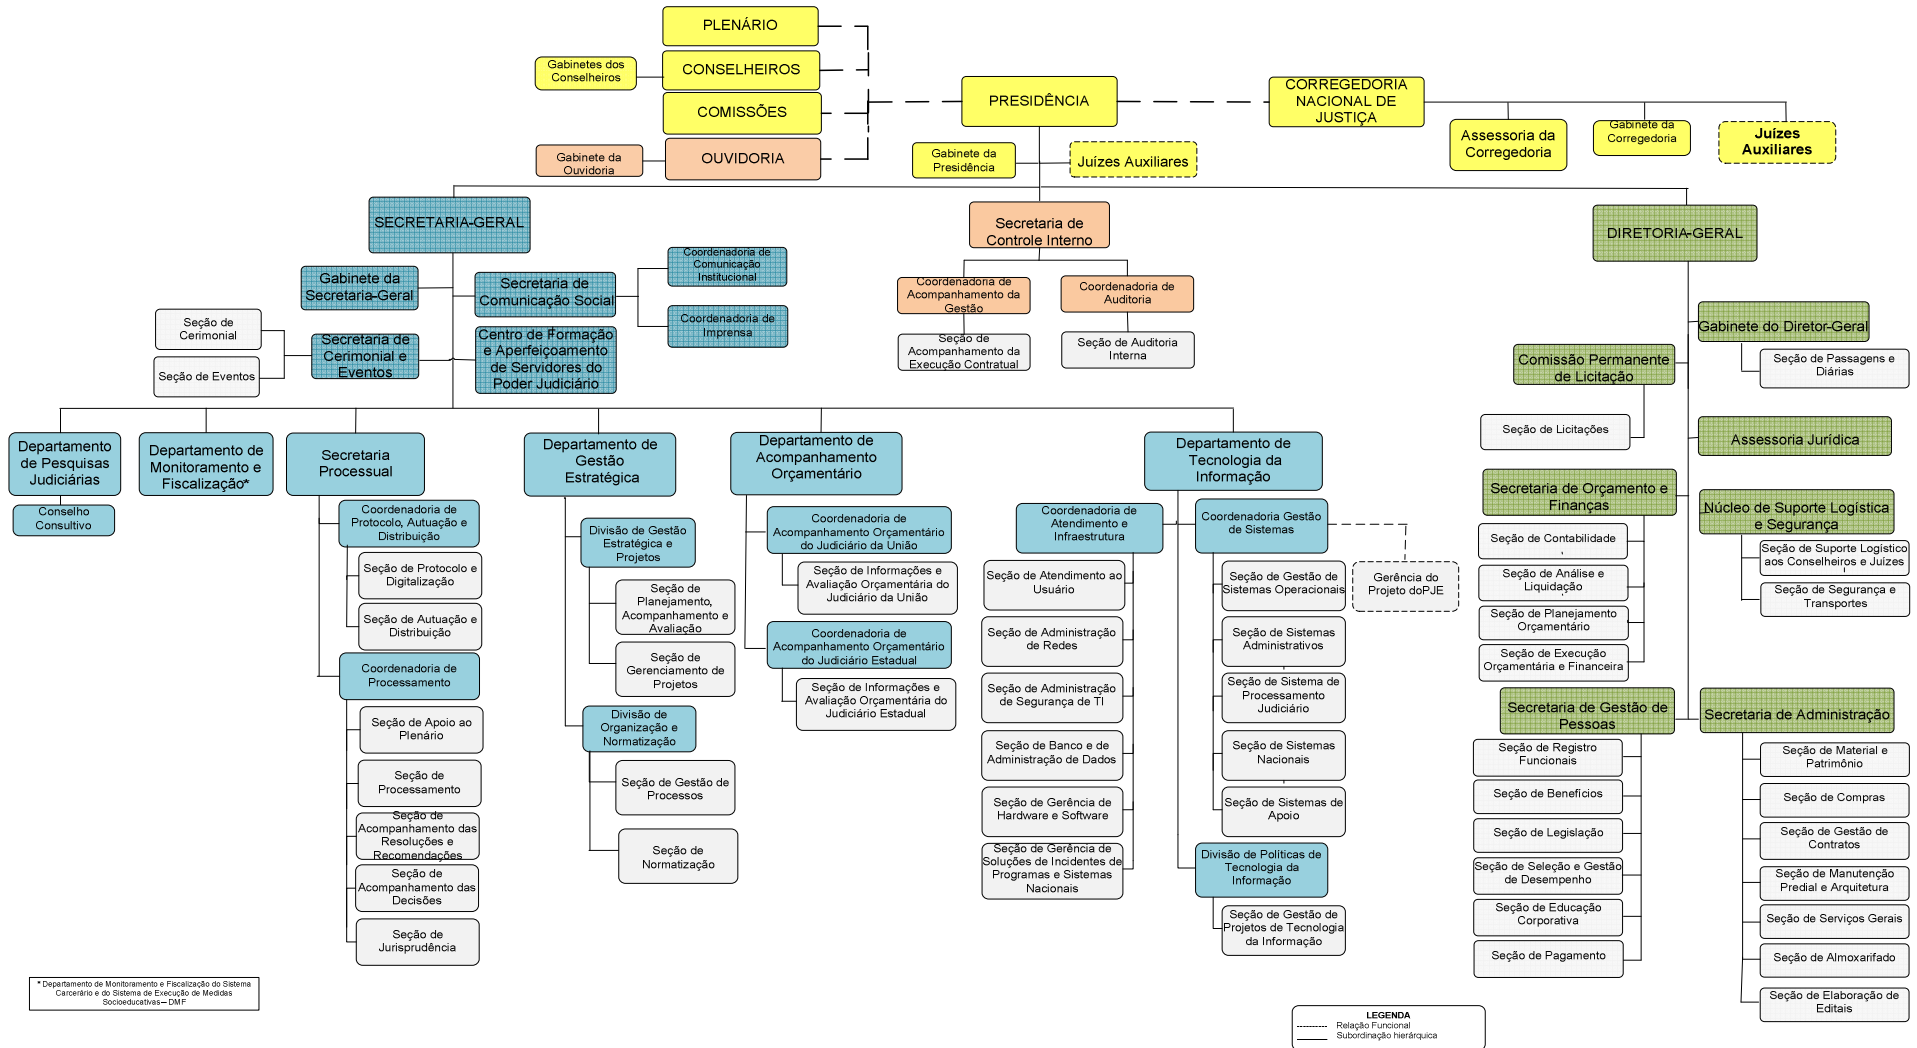 PLENÁRIO
Gabinetes dos
Conselheiros
CONSELHEIROS
COMISSÕES
Gabinete da
Ouvidoria
OUVIDORIA
PRESIDÊNCIA
Gabinete da
Presidência
Juízes Auxiliares
CORREGEDORIA
NACIONAL DE
JUSTIÇA
Assessoria da
Corregedoria
Gabinete da
Corregedoria
Juízes
Auxiliares
SECRETARIA-GERAL
Gabinete da
Secretaria-Geral
Secretaria de
Comunicação Social
Coordenadoria de
Comunicação
Institucional
Coordenadoria de
Imprensa
Seção de
Cerimonial
Seção de Eventos
Secretaria de
Cerimonial e
Eventos
Centro de Formação
e Aperfeiçoamento
de Servidores do
Poder Judiciário
Secretaria de
Controle Interno
Coordenadoria de
Acompanhamento da
Gestão
Coordenadoria de
Auditoria
Seção de
Acompanhamento da
Execução Contratual
Seção de Auditoria
Interna
DIRETORIA-GERAL
Gabinete do Diretor-Geral
Seção de Passagens e
Diárias
Comissão Permanente
de Licitação
Seção de Licitações
Assessoria Jurídica
Secretaria de Orçamento e
Finanças
Seção de Contabilidade
Seção de Análise e
Liquidação
Seção de Planejamento
Orçamentário
Seção de Execução
Orçamentária e Financeira
Núcleo de Suporte Logística
e Segurança
Seção de Suporte Logístico
aos Conselheiros e Juízes
Seção de Segurança e
Transportes
Secretaria de Gestão de
Pessoas
Seção de Registro
Funcionais
Seção de Benefícios
Seção de Legislação
Seção de Seleção e Gestão
de Desempenho
Seção de Educação
Corporativa
Seção de Pagamento
Secretaria de Administração
Seção de Material e
Patrimônio
Seção de Compras
Seção de Gestão de
Contratos
Seção de Manutenção
Predial e Arquitetura
Seção de Serviços Gerais
Seção de Almoxarifado
Seção de Elaboração de
Editais
Departamento
de Pesquisas
Judiciárias
Conselho
Consultivo
Departamento de
Monitoramento e
Fiscalização*
Secretaria
Processual
Coordenadoria de
Protocolo, Autuação e
Distribuição
Seção de Protocolo e
Digitalização
Seção de Autuação e
Distribuição
Coordenadoria de
Processamento
Seção de Apoio ao
Plenário
Seção de
Processamento
Seção de
Acompanhamento das
Resoluções e
Recomendações
Seção de
Acompanhamento das
Decisões
Seção de
Jurisprudência
Departamento de
Gestão
Estratégica
Divisão de Gestão
Estratégica e
Projetos
Seção de
Planejamento,
Acompanhamento e
Avaliação
Seção de
Gerenciamento de
Projetos
Divisão de
Organização e
Normatização
Seção de Gestão de
Processos
Seção de
Normatização
Departamento de
Acompanhamento
Orçamentário
Coordenadoria de
Acompanhamento Orçamentário
do Judiciário da União
Seção de Informações e
Avaliação Orçamentária do
Judiciário da União
Coordenadoria de
Acompanhamento Orçamentário
do Judiciário Estadual
Seção de Informações e
Avaliação Orçamentária do
Judiciário Estadual
Departamento de
Tecnologia da
Informação
Coordenadoria de
Atendimento e
Infraestrutura
Seção de Atendimento ao
Usuário
Seção de Administração
de Redes
Seção de Administração
de Segurança de TI
Seção de Banco e de
Administração de Dados
Seção de Gerência de
Hardware e Software
Seção de Gerência de
Soluções de Incidentes de
Programas e Sistemas
Nacionais
Coordenadoria Gestão
de Sistemas
Seção de Gestão de
Sistemas Operacionais
Seção de Sistemas
Administrativos
Seção de Sistema de
Processamento
Judiciário
Seção de Sistemas
Nacionais
Seção de Sistemas de
Apoio
Gerência do
Projeto doPJE
Divisão de Políticas de
Tecnologia da
Informação
Seção de Gestão de
Projetos de Tecnologia
da Informação
* Departamento de Monitoramento e Fiscalização do Sistema
Carcerário e do Sistema de Execução de Medidas
Socioeducativas – DMF
LEGENDA
Relação Funcional
Subordinação hierárquica